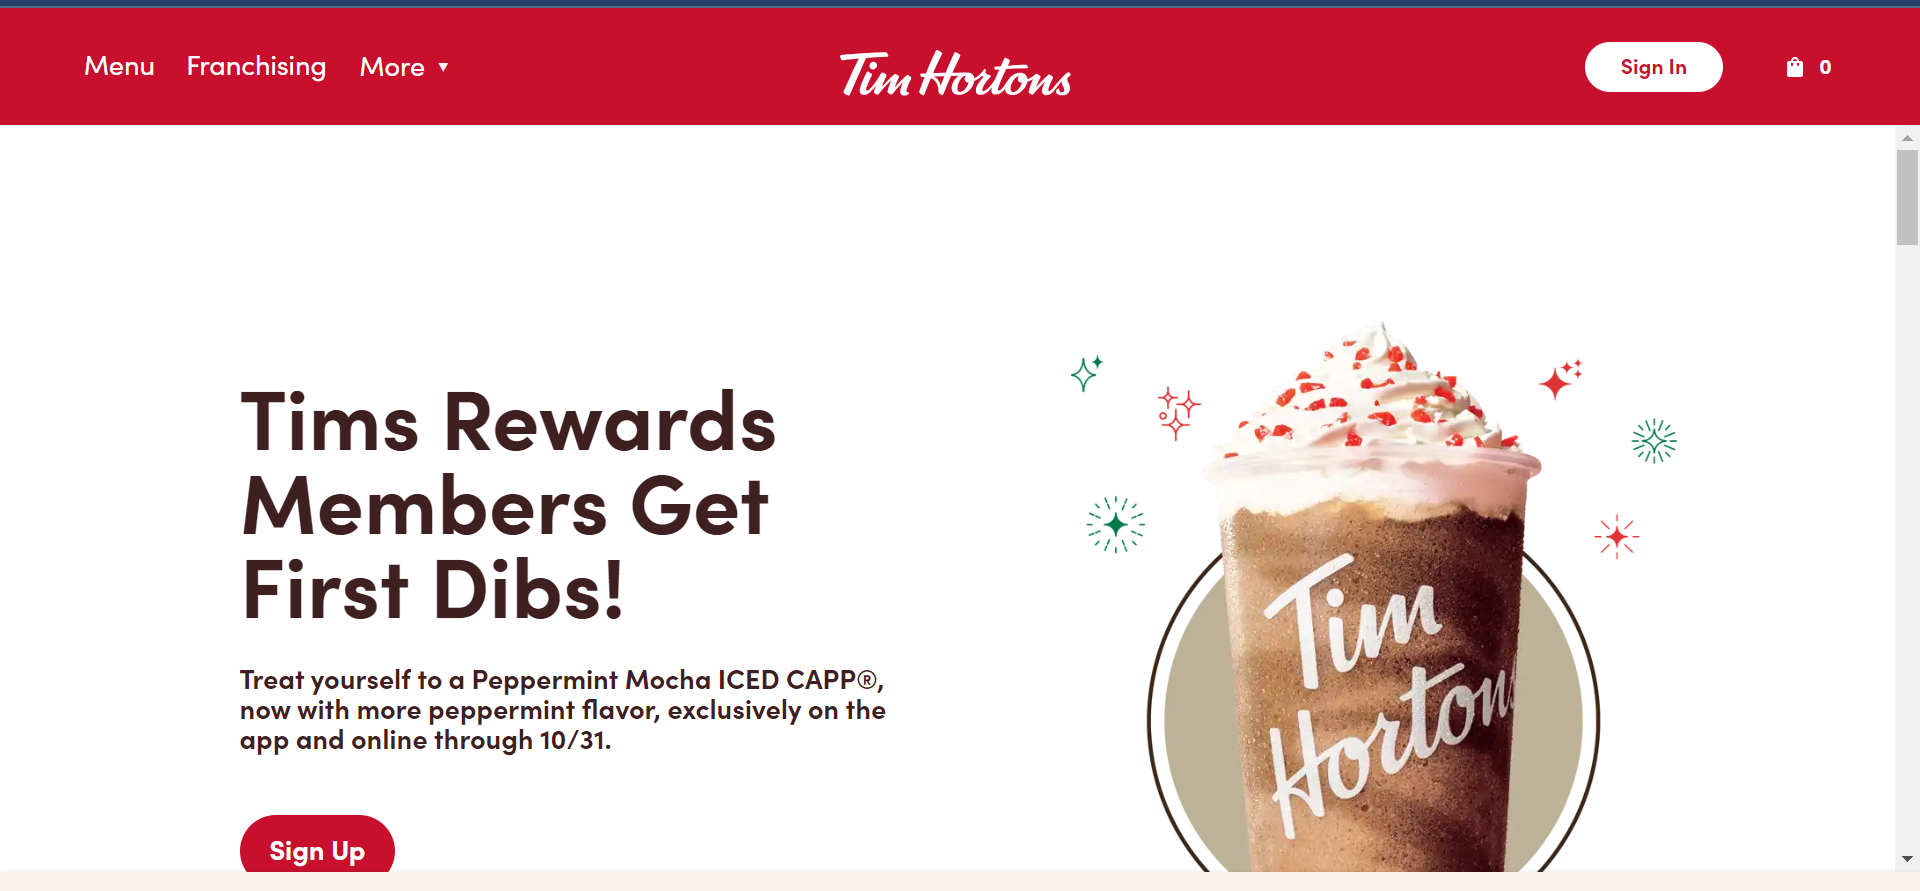 Menu Franchising More
Tim Hortons
Sign In
0
Tims Rewards
Members Get
First Dibs!
Treat yourself to a Peppermint Mocha ICED CAPP®,
now with more peppermint flavor, exclusively on the
app and online through 10/31.
Sign Up
Tim
Hortons